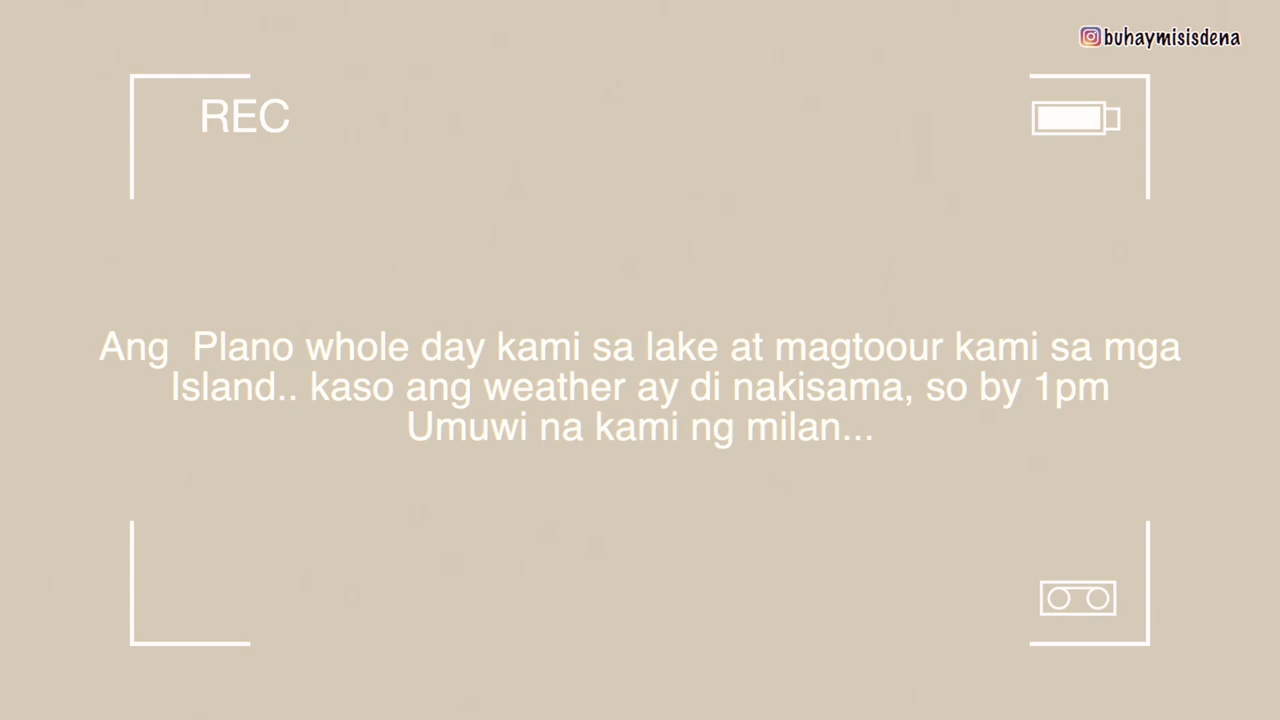 buhaymisisdena
REC
Ang  Plano whole day kami sa lake at magtoour kami sa mga
Island.. kaso ang weather ay di nakisama, so by 1pm
Umuwi na kami ng milan...